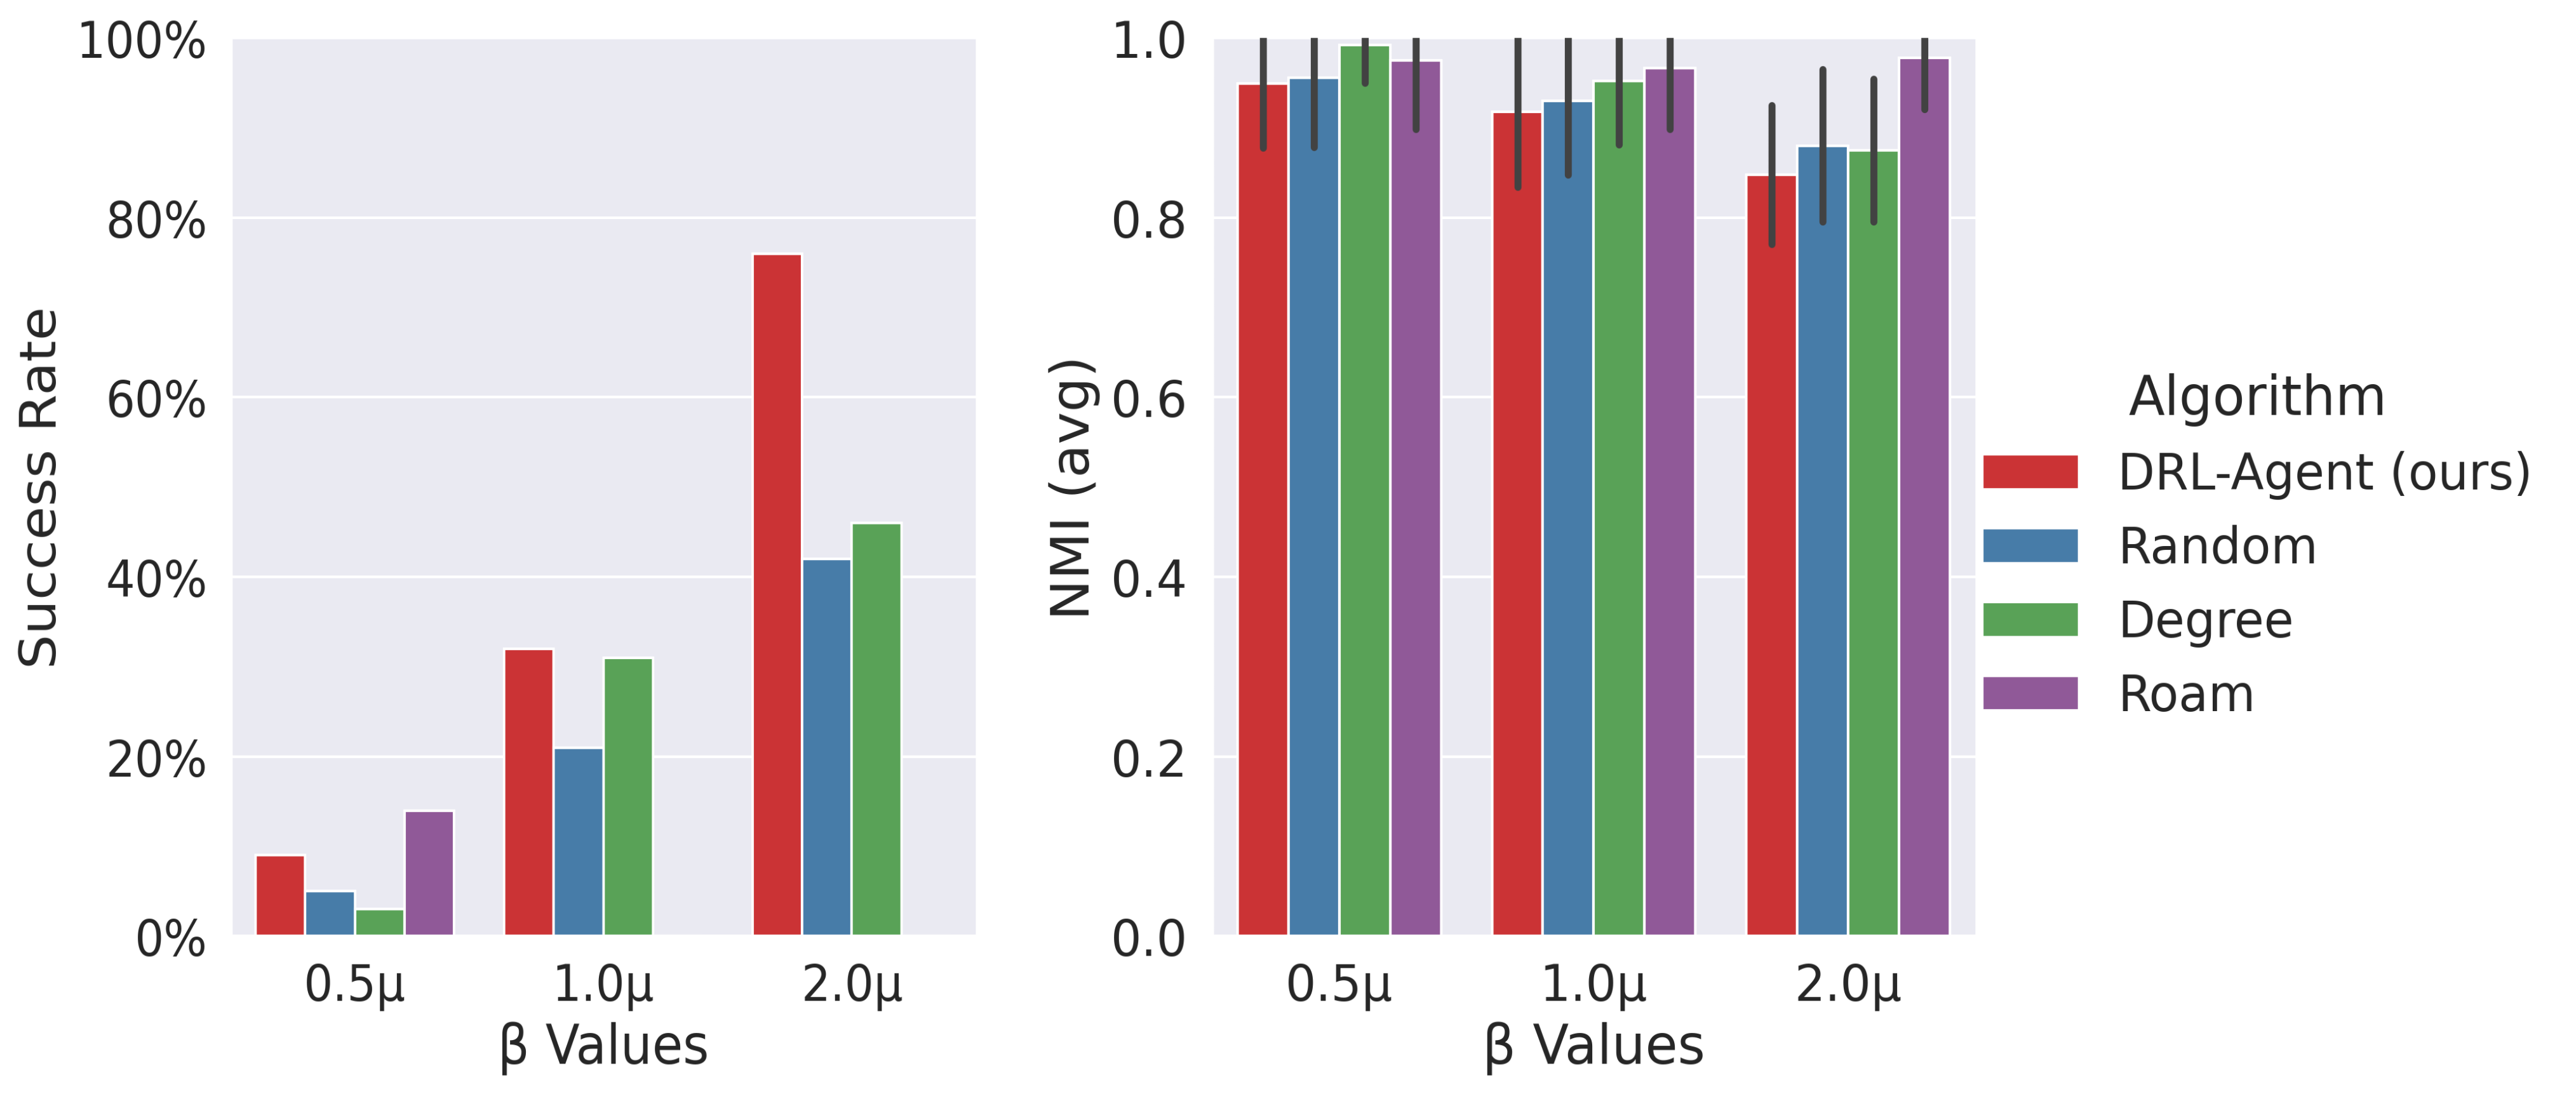 100%
80%
60%
40%
20%
0%
Success Rate
0.5μ 1.0μ 2.0μ
β Values
1.0
0.8
0.6
0.4
0.2
0.0
NMI (avg)
0.5μ 1.0μ 2.0μ
β Values
Algorithm
DRL-Agent (ours)
Random
Degree
Roam